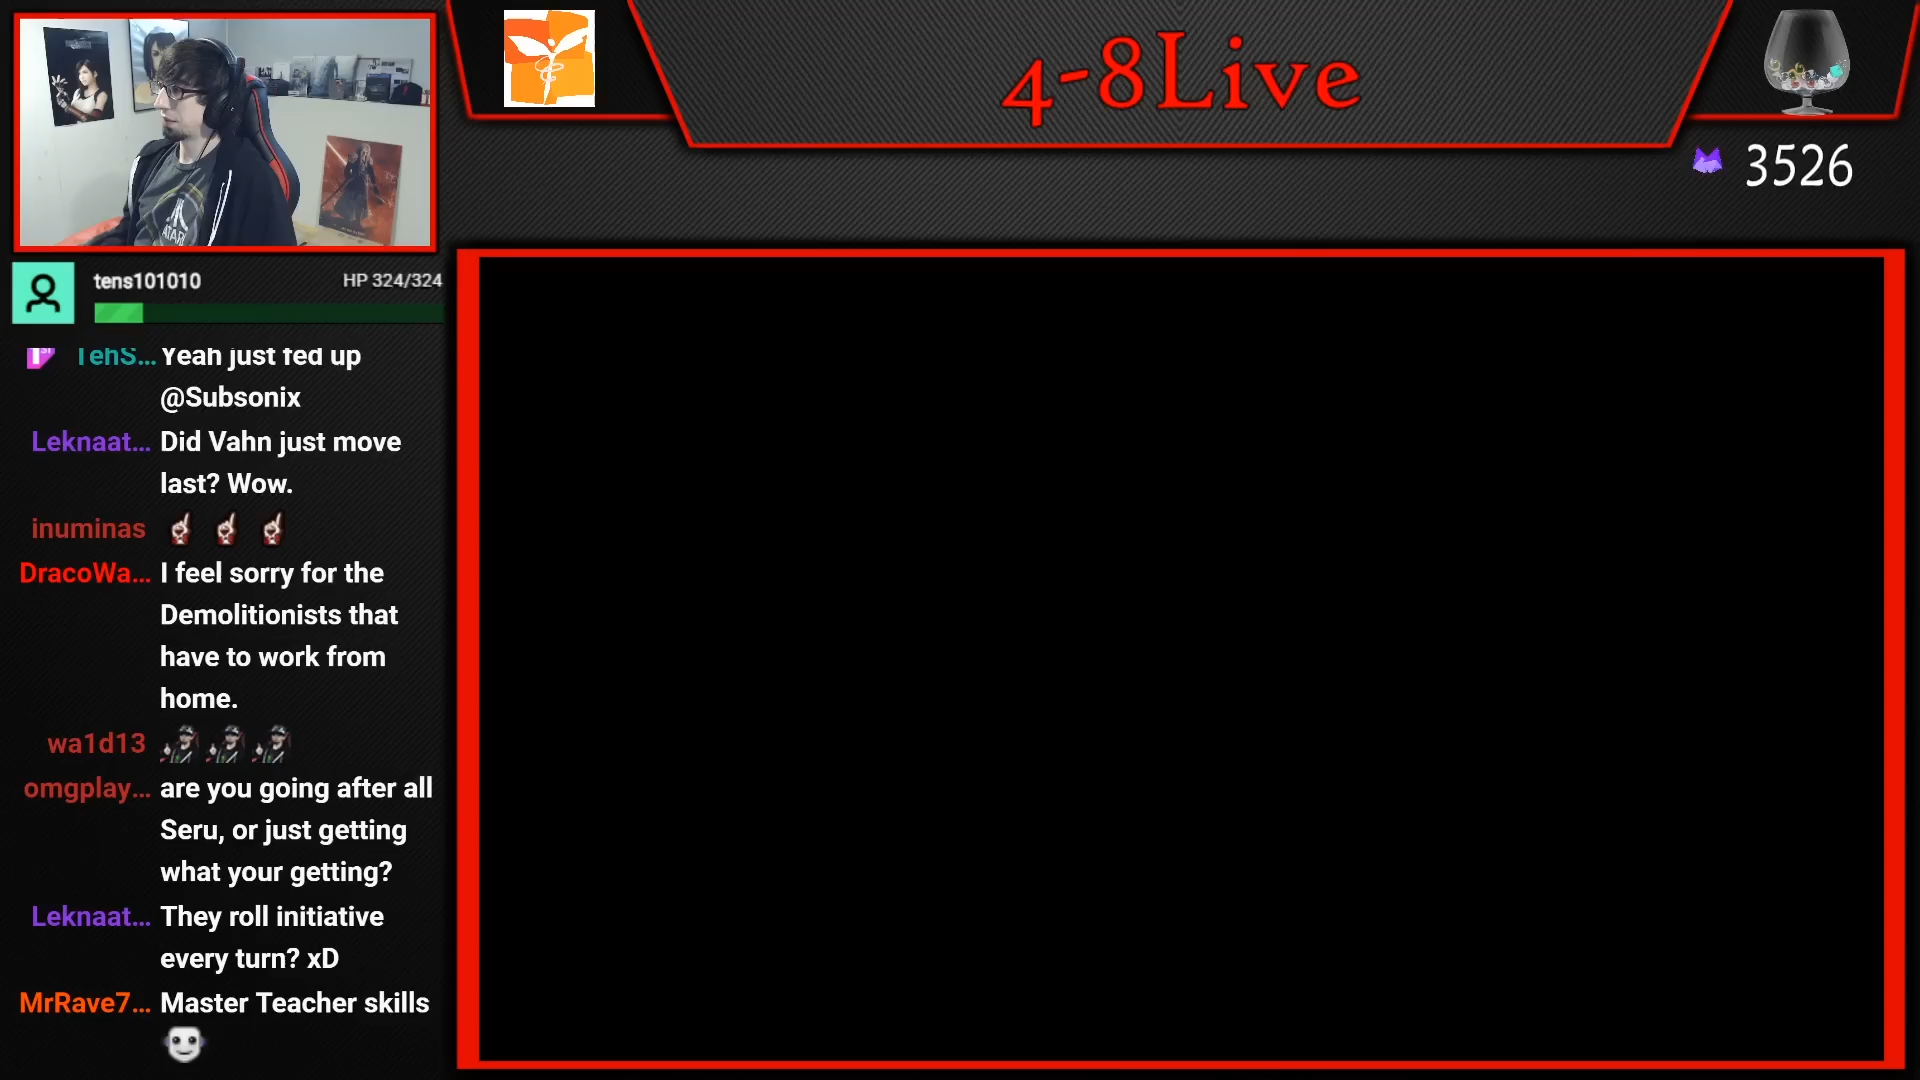 4-8Live
3526
ATARI
tens101010
HP 324/324
TehS... Yeah just fed up
@Subsonix
Leknaat... Did Vahn just move
last? Wow.
inuminas
DracoWa... I feel sorry for the
Demolitionists that
have to work from
home.
wa1d13
omgplay... are you going after all
Seru, or just getting
what your getting?
Leknaat... They roll initiative
every turn? xD
MrRave7... Master Teacher skills